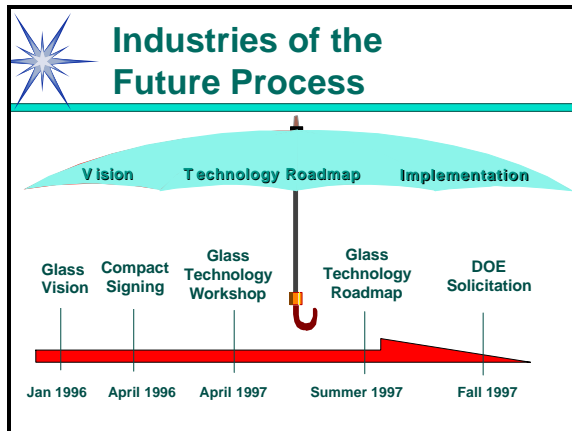 Industries of the
Future Process
Vision Technology Roadmap Implementation
Glass
Vision
Compact
Signing
Glass
Technology
Workshop
Glass
Technology
Roadmap
DOE
Solicitation
Jan 1996 April 1996 April 1997 Summer 1997 Fall 1997